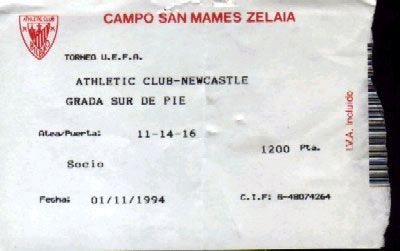 ATHLETIC CLUB
CAMPO SAN MAMES ZELAIA
TORNEO U.E.F.A.
ATHLETIC CLUB-NEWCASTLE
GRADA SUR DE PIE
Atea/Puerta: 11-14-16
1200 Pta.
Socio
Fecha: 01/11/1994
C.I.F: G-48074264
I.V.A. incluido